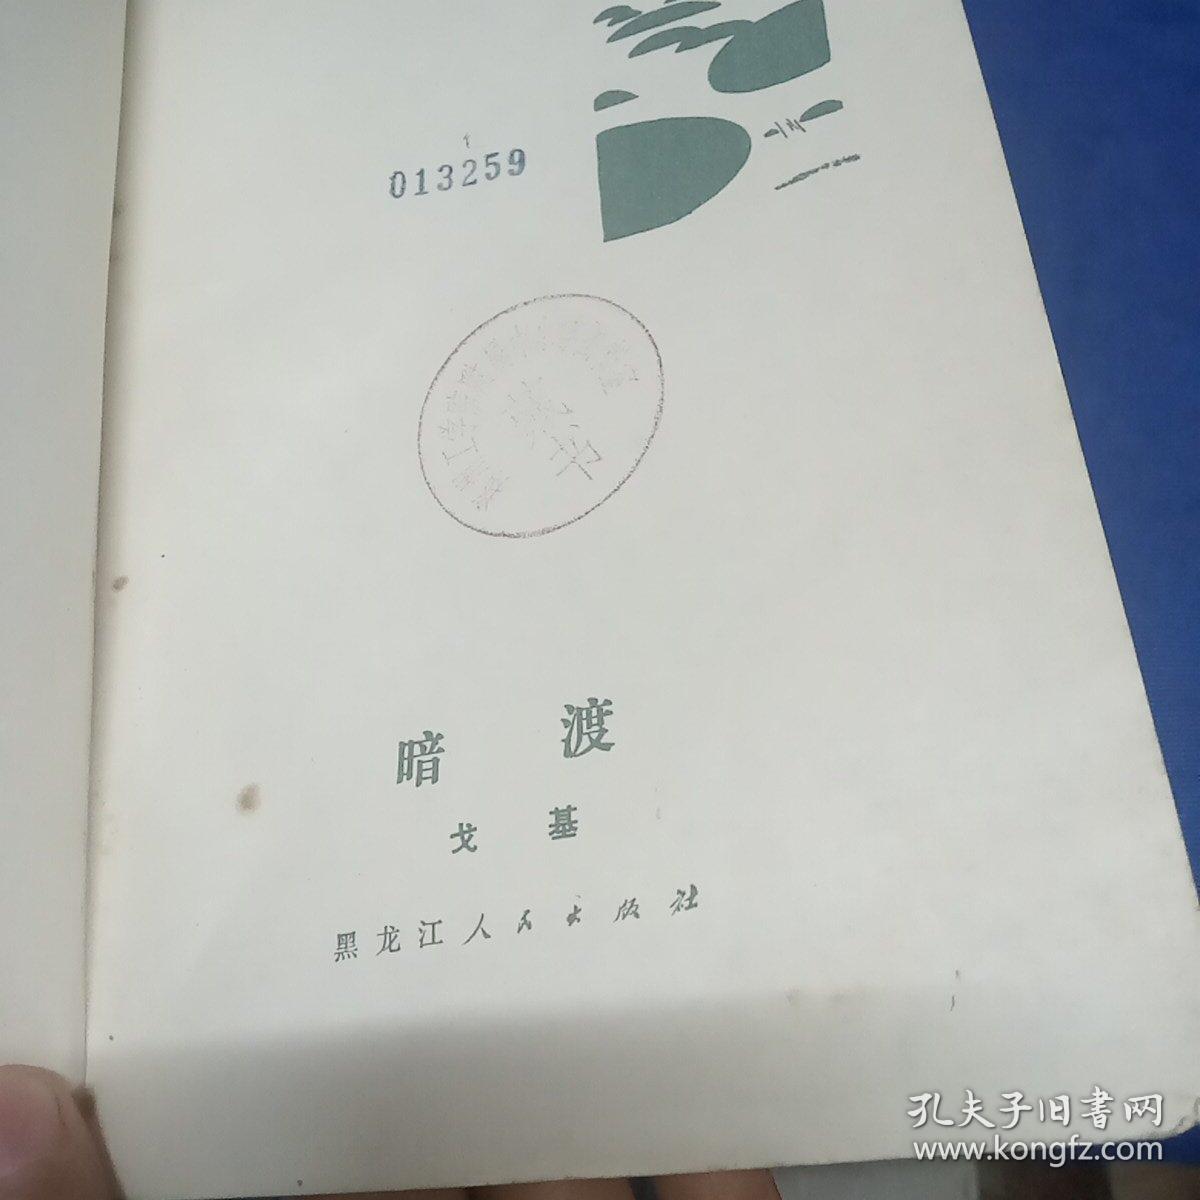 013259
暗渡
戈基
黑龙江人民出版社
孔夫子旧書网
www.kongfz.com